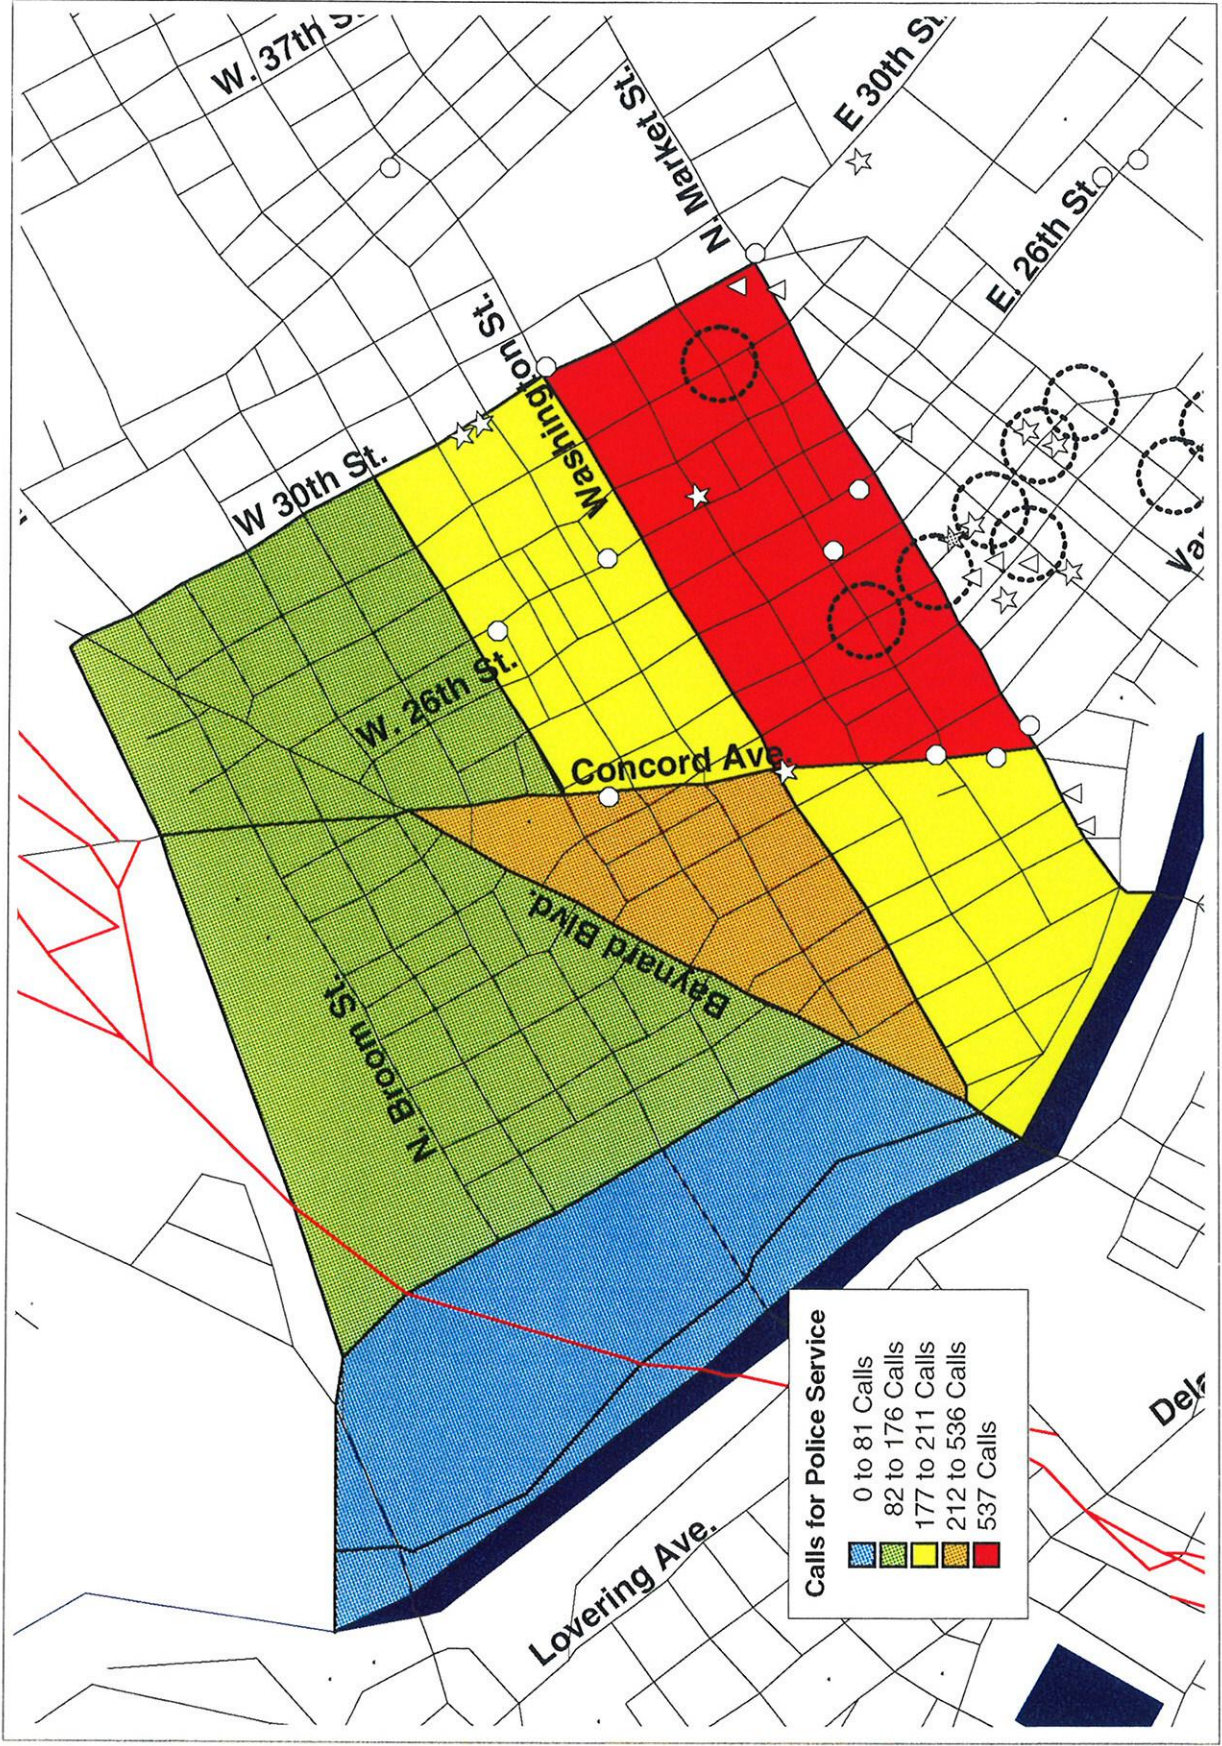 W. 37th S
N. Market St.
E 30th St.
E. 26th St.
Washington St.
W 30th St.
W. 26th St.
Concord Ave.
Baynard Blvd.
N. Broom St.
Lovering Ave.
Calls for Police Service
0 to 81 Calls
82 to 176 Calls
177 to 211 Calls
212 to 536 Calls
537 Calls